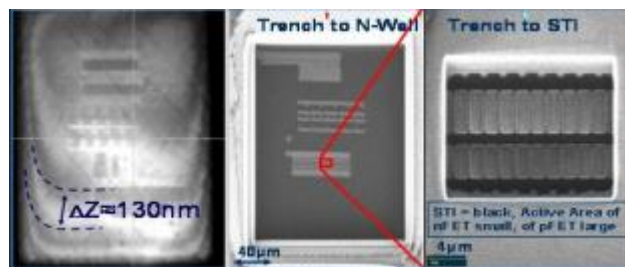 Trench to N-Well
Trench to STI
ΔZ≈130nm
STI = black, Active Area of
nFET small, of pFET large
40µm
4µm